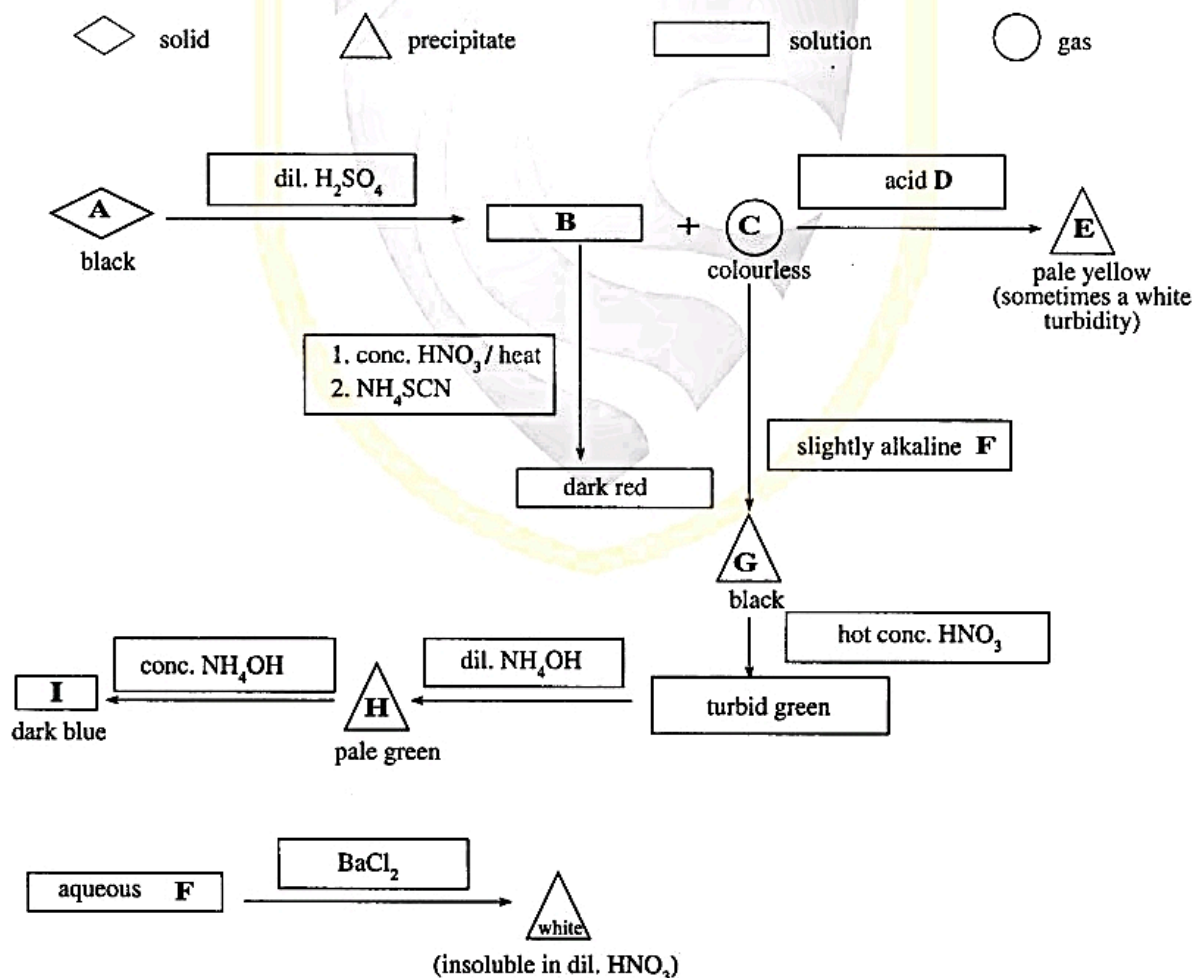 solid
precipitate
solution
gas
dil. H₂SO₄
acid D
A
B
+
C
E
black
colourless
pale yellow
(sometimes a white
turbidity)
1. conc. HNO₃ / heat
2. NH₄SCN
slightly alkaline F
dark red
G
black
hot conc. HNO₃
conc. NH₄OH
dil. NH₄OH
I
H
turbid green
dark blue
pale green
BaCl₂
aqueous F
white
(insoluble in dil. HNO₃)